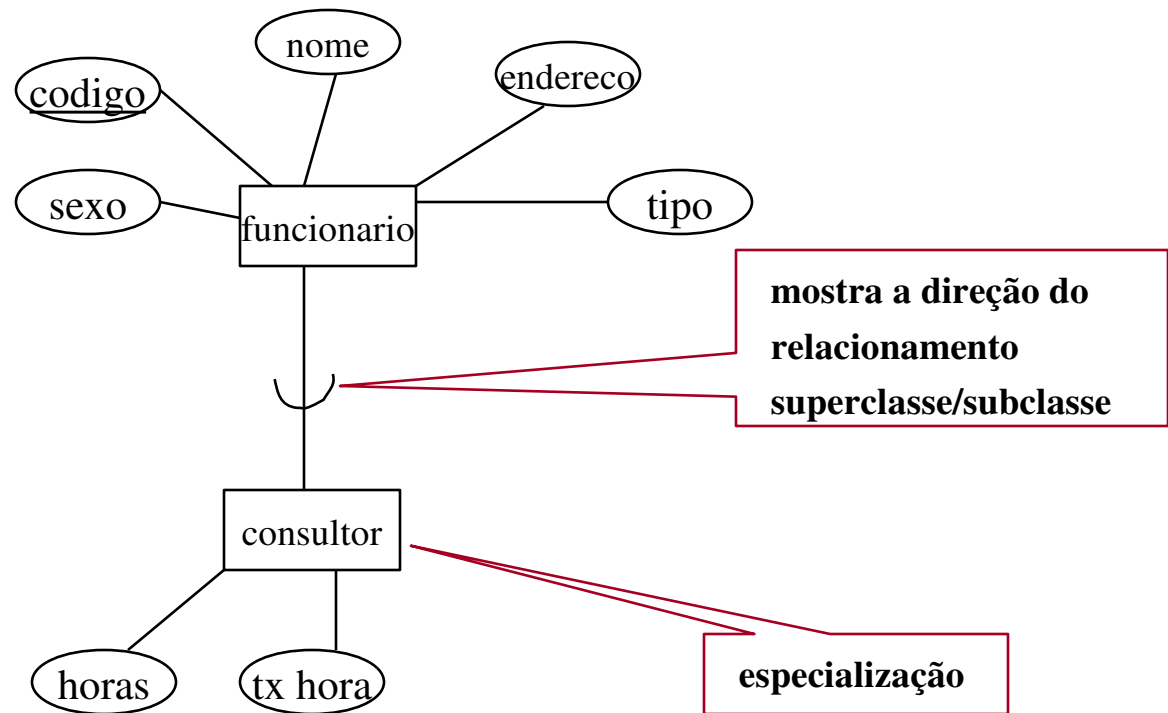 nome
endereco
codigo
sexo
tipo
funcionario
mostra a direção do
relacionamento
superclasse/subclasse
consultor
especialização
horas
tx hora